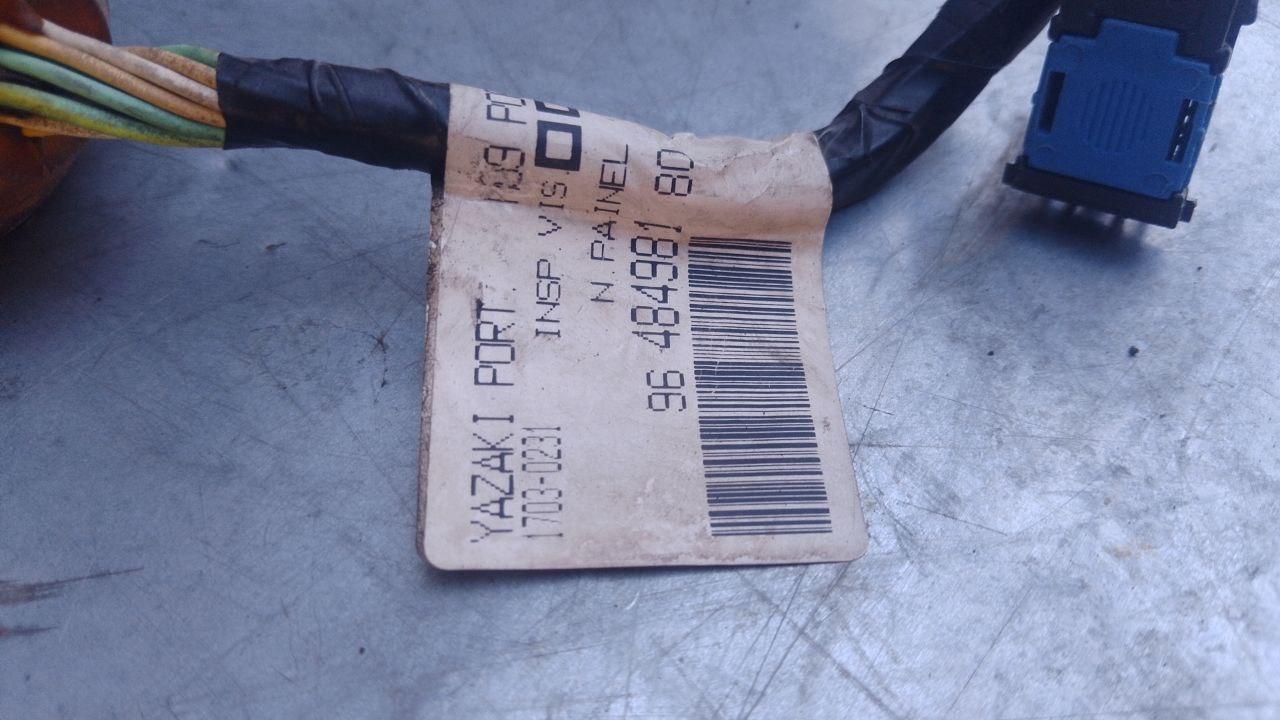 YAZAKI PORT.
1703-0231
INSP.VIS.
N.PAINEL
96 484981 80